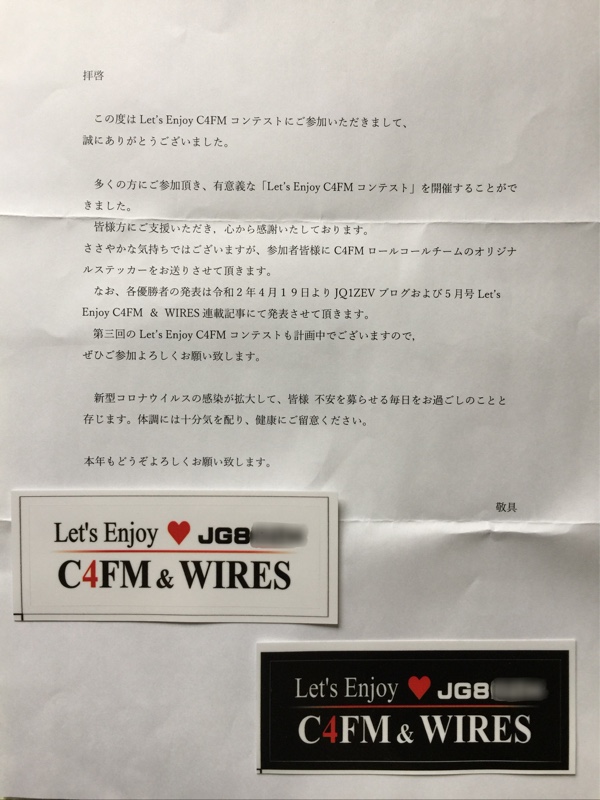 拝啓
この度は Let's Enjoy C4FM コンテストにご参加いただきまして、
誠にありがとうございました。
多くの方にご参加頂き、有意義な「Let's Enjoy C4FM コンテスト」を開催することがで
きました。
皆様方にご支援いただき、心から感謝いたしております。
ささやかな気持ちではございますが、参加者皆様に C4FM ロールコールチームのオリジナ
ルステッカーをお送りさせて頂きます。
なお、各優勝者の発表は令和２年４月１９日より JQ1ZEV ブログおよび５月号 Let's
Enjoy C4FM ＆ WIRES 連載記事にて発表させて頂きます。
第三回の Let's Enjoy C4FM コンテストも計画中でございますので、
ぜひご参加よろしくお願い致します。
新型コロナウイルスの感染が拡大して、皆様 不安を募らせる毎日をお過ごしのことと
存じます。体調には十分気を配り、健康にご留意ください。
本年もどうぞよろしくお願い致します。
敬具
Let's Enjoy ♥ JG8
C4FM & WIRES
Let's Enjoy ♥ JG8
C4FM & WIRES